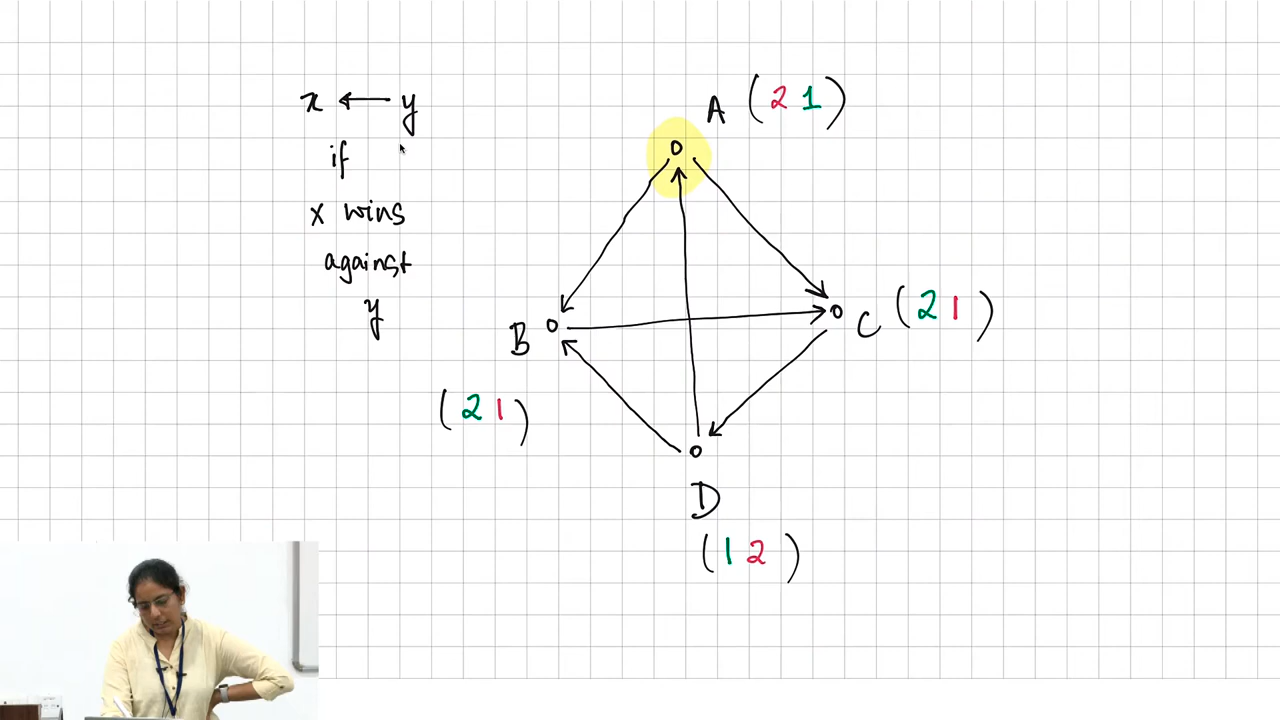 x ← y
if
x wins
against
y
A (2 1)
B
(2 1)
C (2 1)
D
(1 2)